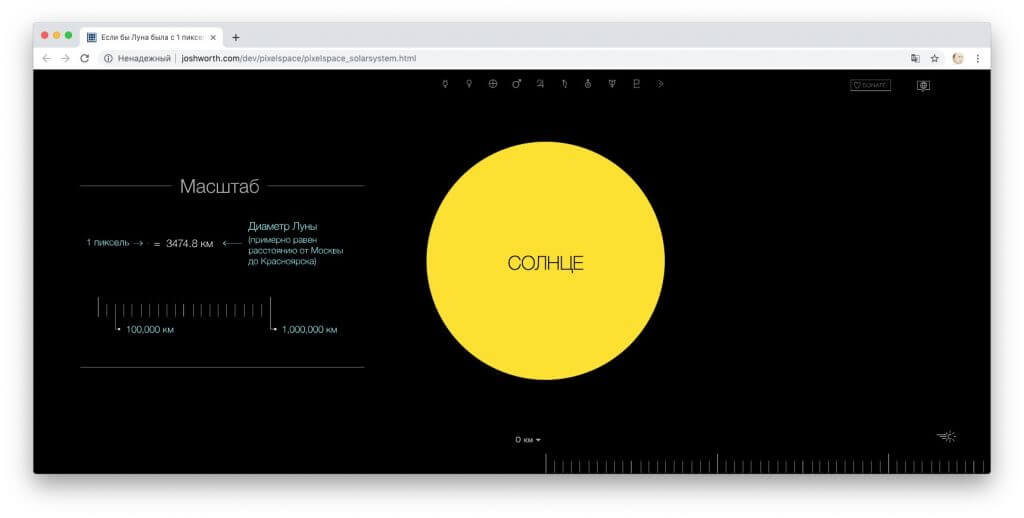 Если бы Луна была с 1 пиксе
Ненадежный | joshworth.com/dev/pixelspace/pixelspace_solarsystem.html
☿ ♀ ⊕ ♂ ♃ ♄ ⛢ ♆ ♇ >
DONATE
Масштаб
1 пиксель → = 3474.8 км ←
Диаметр Луны
(примерно равен
расстоянию от Москвы
до Красноярска)
100,000 км
1,000,000 км
СОЛНЦЕ
0 км